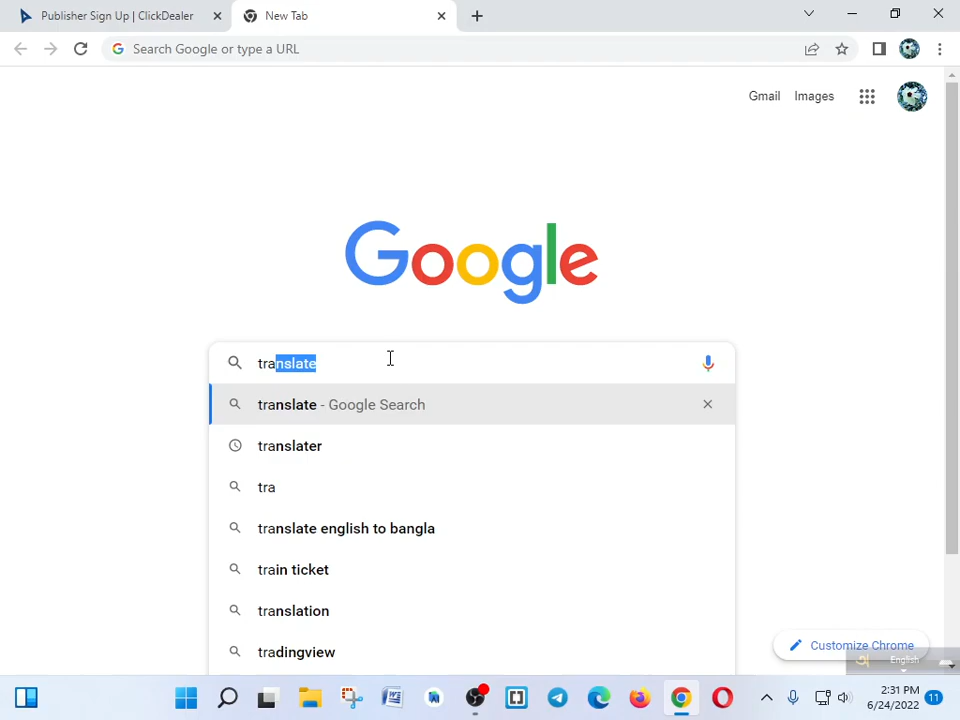 Publisher Sign Up | ClickDealer
New Tab
Search Google or type a URL
Gmail Images
Google
translate
translate - Google Search
translater
tra
translate english to bangla
train ticket
translation
tradingview
Customize Chrome
English
2:31 PM
6/24/2022
11